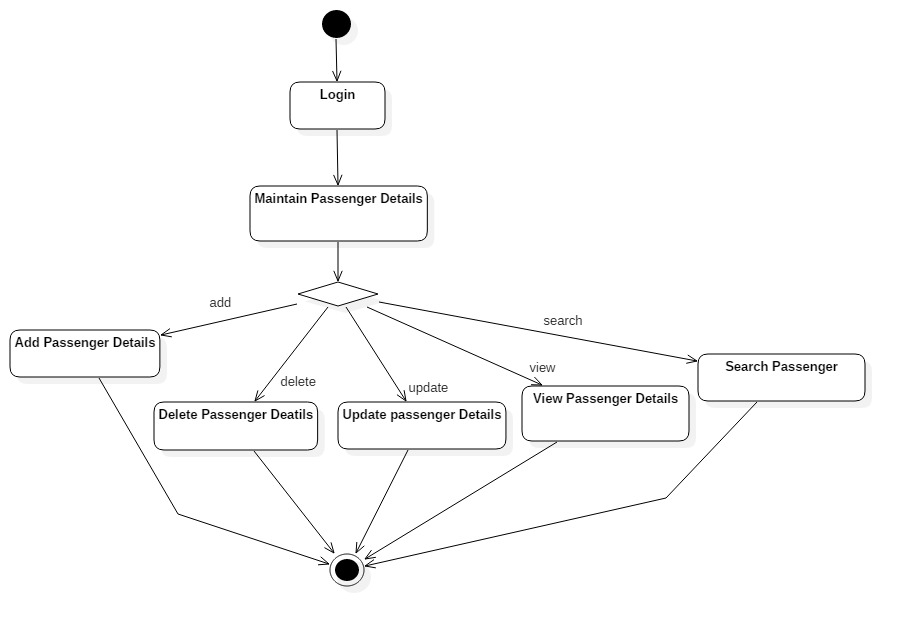 Login
Maintain Passenger Details
add
search
Add Passenger Details
Search Passenger
view
delete
update
View Passenger Details
Delete Passenger Deatils
Update passenger Details